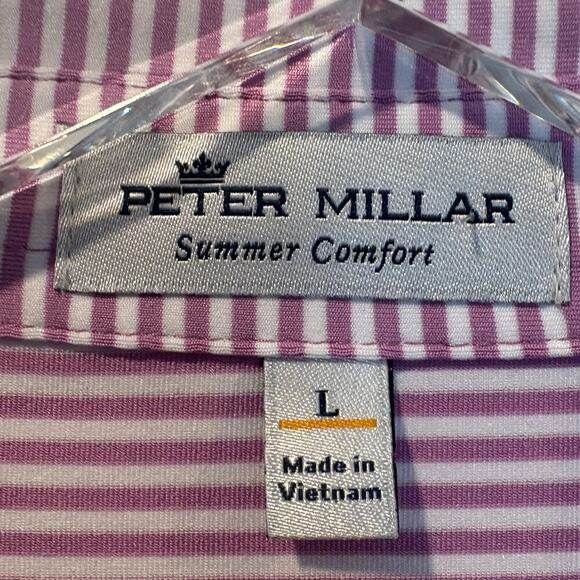 PETER MILLAR
Summer Comfort
L
Made in
Vietnam